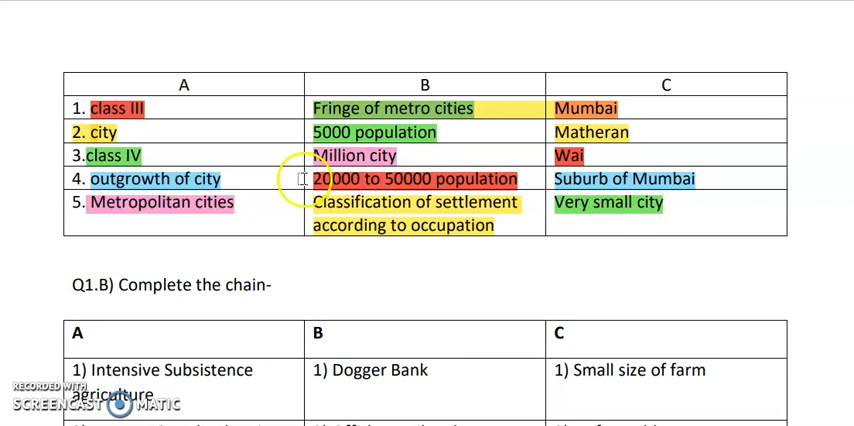 A B C
1. class III Fringe of metro cities Mumbai
2. city 5000 population Matheran
3.class IV Million city Wai
4. outgrowth of city 20000 to 50000 population Suburb of Mumbai
5. Metropolitan cities Classification of settlement Very small city
according to occupation
Q1.B) Complete the chain-
A B C
1) Intensive Subsistence 1) Dogger Bank 1) Small size of farm
agriculture
RECORDED WITH
SCREENCAST MATIC